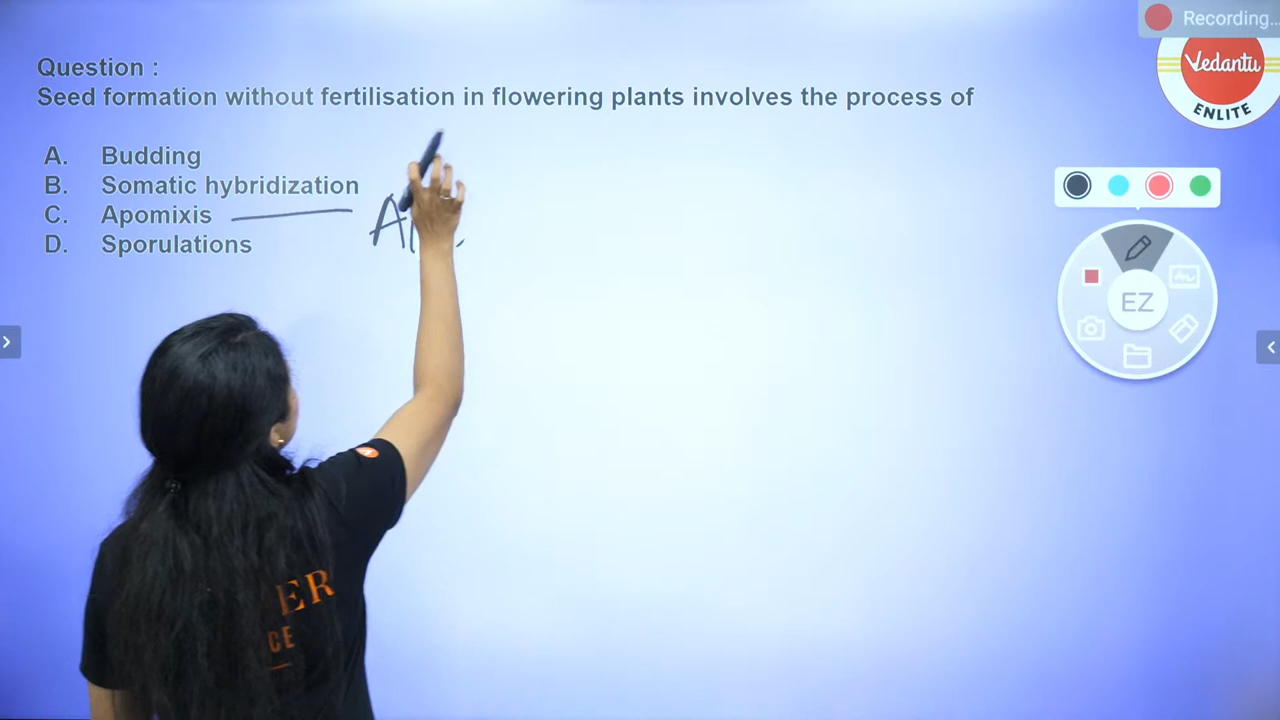 Recording...
Vedantu
ENLITE
Question :
Seed formation without fertilisation in flowering plants involves the process of
A. Budding
B. Somatic hybridization
C. Apomixis
D. Sporulations
EZ
ER
CE